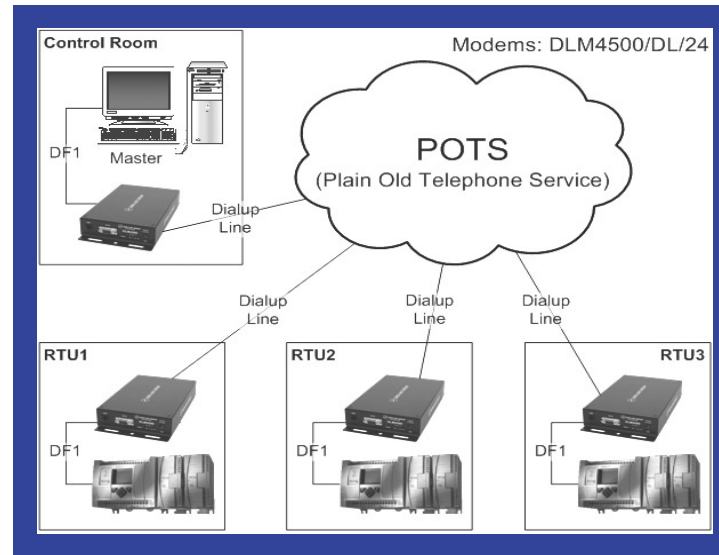 Control Room
Modems: DLM4500/DL/24
DF1
Master
POTS
(Plain Old Telephone Service)
Dialup
Line
Dialup
Line
Dialup
Line
Dialup
Line
RTU1
RTU2
RTU3
DF1
DF1
DF1